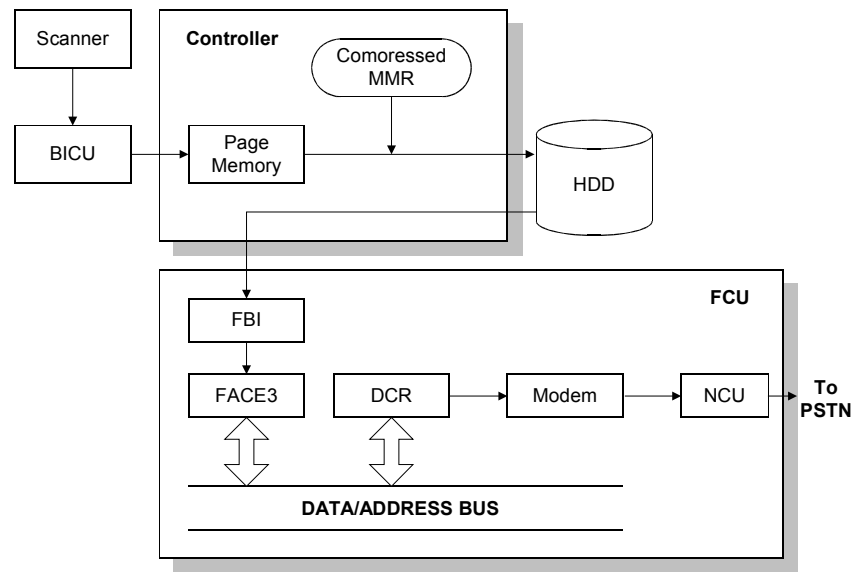 Scanner
Controller
Comoressed
MMR
BICU
Page
Memory
HDD
FCU
FBI
FACE3
DCR
Modem
NCU
To
PSTN
DATA/ADDRESS BUS